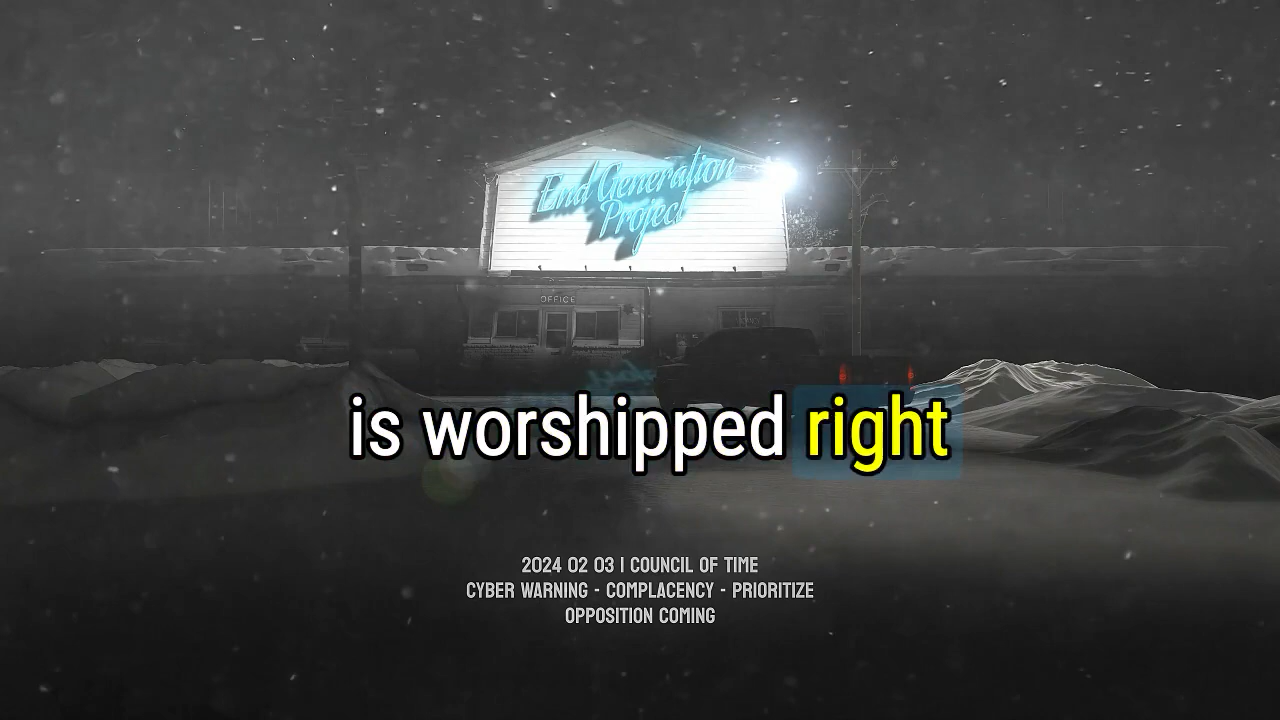 End Generation
Project
OFFICE
is worshipped right
2024 02 03 | COUNCIL OF TIME
CYBER WARNING - COMPLACENCY - PRIORITIZE
OPPOSITION COMING